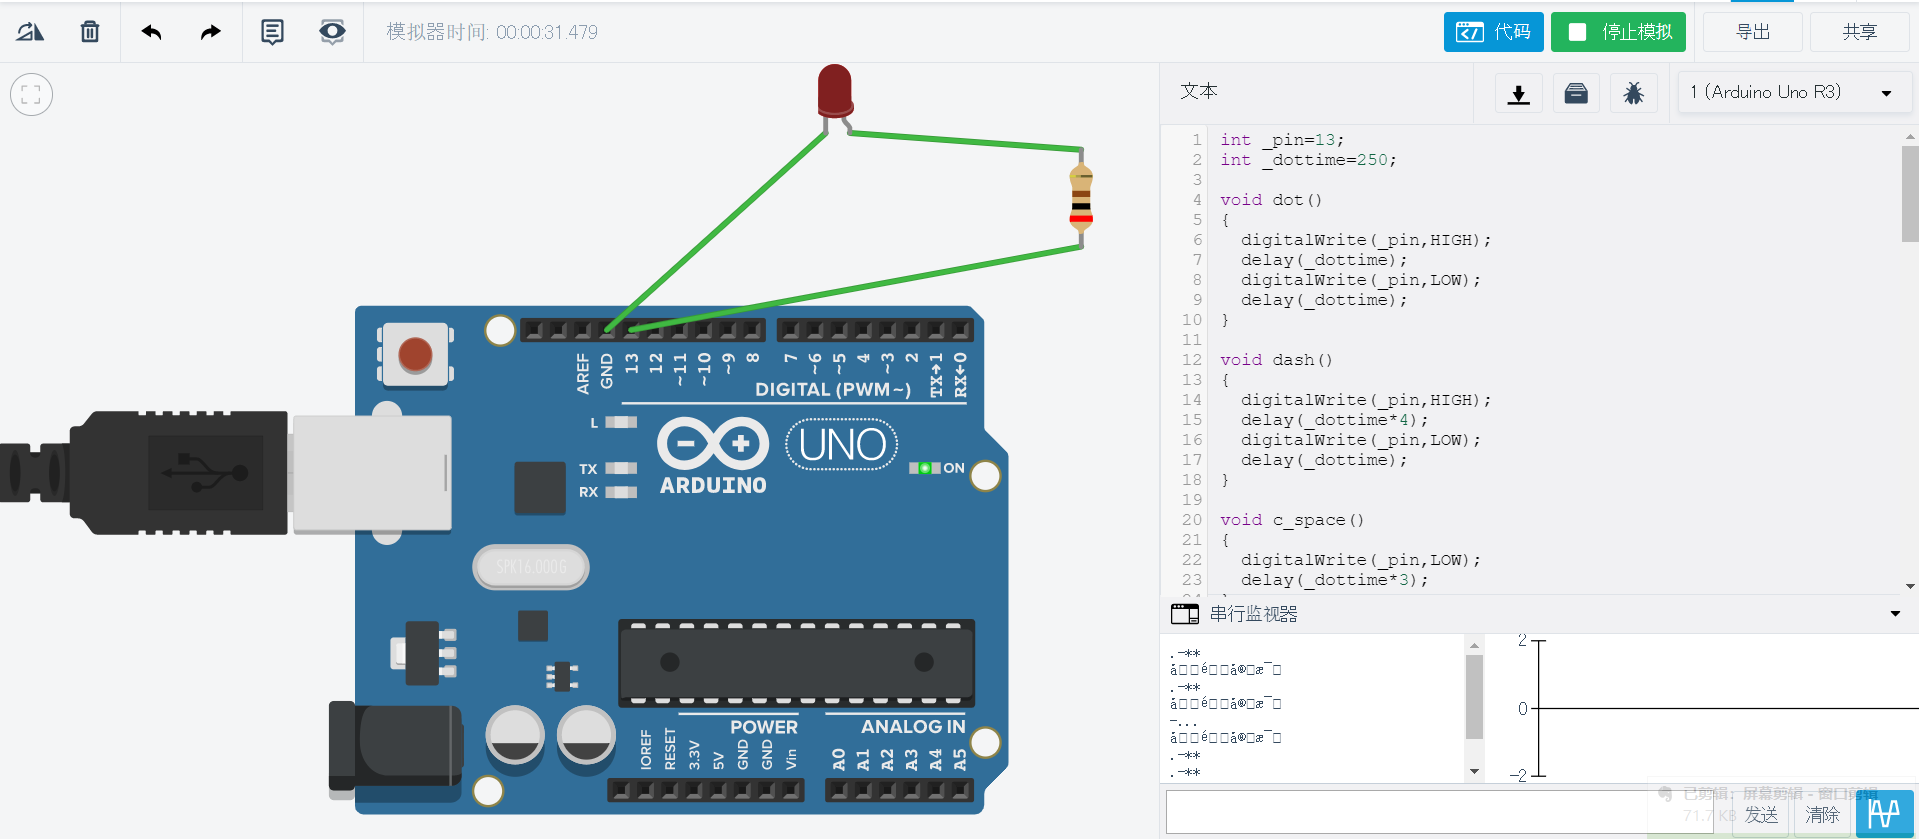 模拟器时间: 00:00:31.479
代码
停止模拟
导出
共享
文本
1 (Arduino Uno R3)
1 int _pin=13;
2 int _dottime=250;
3
4 void dot()
5 {
6 digitalWrite(_pin,HIGH);
7 delay(_dottime);
8 digitalWrite(_pin,LOW);
9 delay(_dottime);
10 }
11
12 void dash()
13 {
14 digitalWrite(_pin,HIGH);
15 delay(_dottime*4);
16 digitalWrite(_pin,LOW);
17 delay(_dottime);
18 }
19
20 void c_space()
21 {
22 digitalWrite(_pin,LOW);
23 delay(_dottime*3);
AREF
GND
13
12
~11
~10
~9
8
7
~6
~5
4
~3
2
TX→1
RX←0
DIGITAL (PWM~)
L
TX
RX
UNO
ARDUINO
ON
SPK16.000G
POWER
ANALOG IN
IOREF
RESET
3.3V
5V
GND
GND
Vin
A0
A1
A2
A3
A4
A5
串行监视器
.-**
.-**
-...
.-**
.-**
2
0
-2
已剪辑: 屏幕剪辑 - 窗口剪辑
71.7 KB
发送
清除